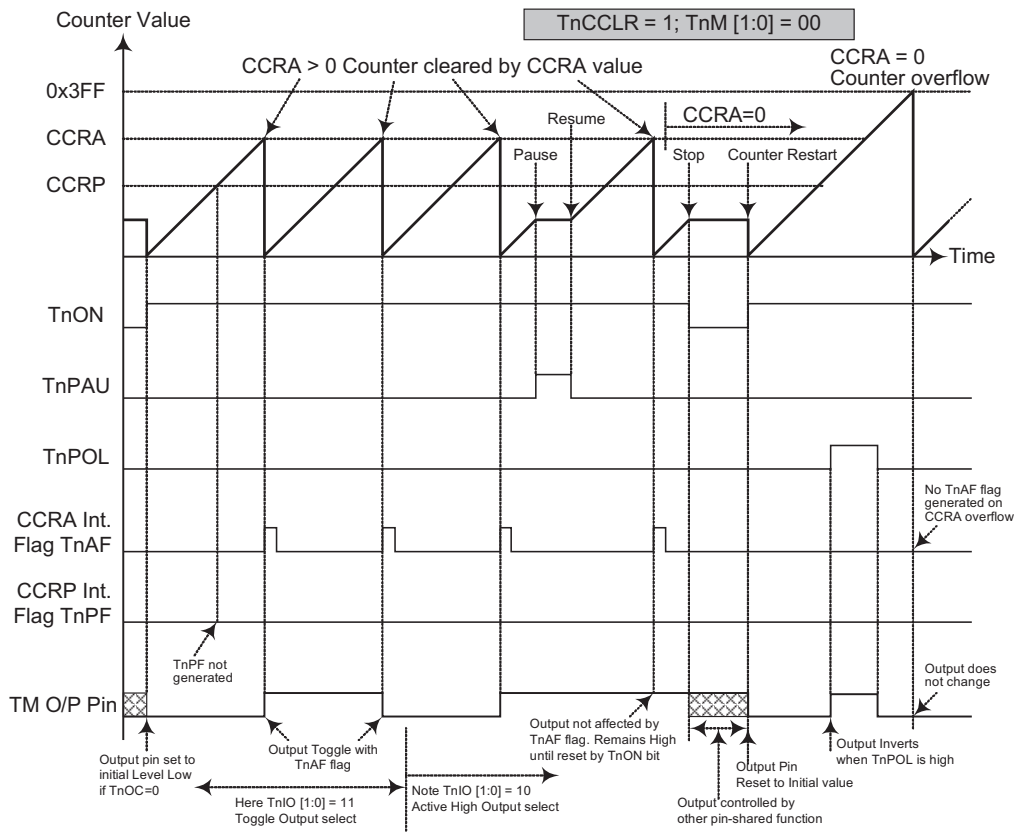 Counter Value
TnCCLR = 1; TnM [1:0] = 00
CCRA > 0 Counter cleared by CCRA value
CCRA = 0
Counter overflow
0x3FF
CCRA
CCRP
Resume
CCRA=0
Pause
Stop
Counter Restart
Time
TnON
TnPAU
TnPOL
No TnAF flag
generated on
CCRA overflow
CCRA Int.
Flag TnAF
CCRP Int.
Flag TnPF
TnPF not
generated
Output does
not change
TM O/P Pin
Output pin set to
initial Level Low
if TnOC=0
Output Toggle with
TnAF flag
Output not affected by
TnAF flag. Remains High
until reset by TnON bit
Output Inverts
when TnPOL is high
Output Pin
Reset to Initial value
Here TnIO [1:0] = 11
Toggle Output select
Note TnIO [1:0] = 10
Active High Output select
Output controlled by
other pin-shared function